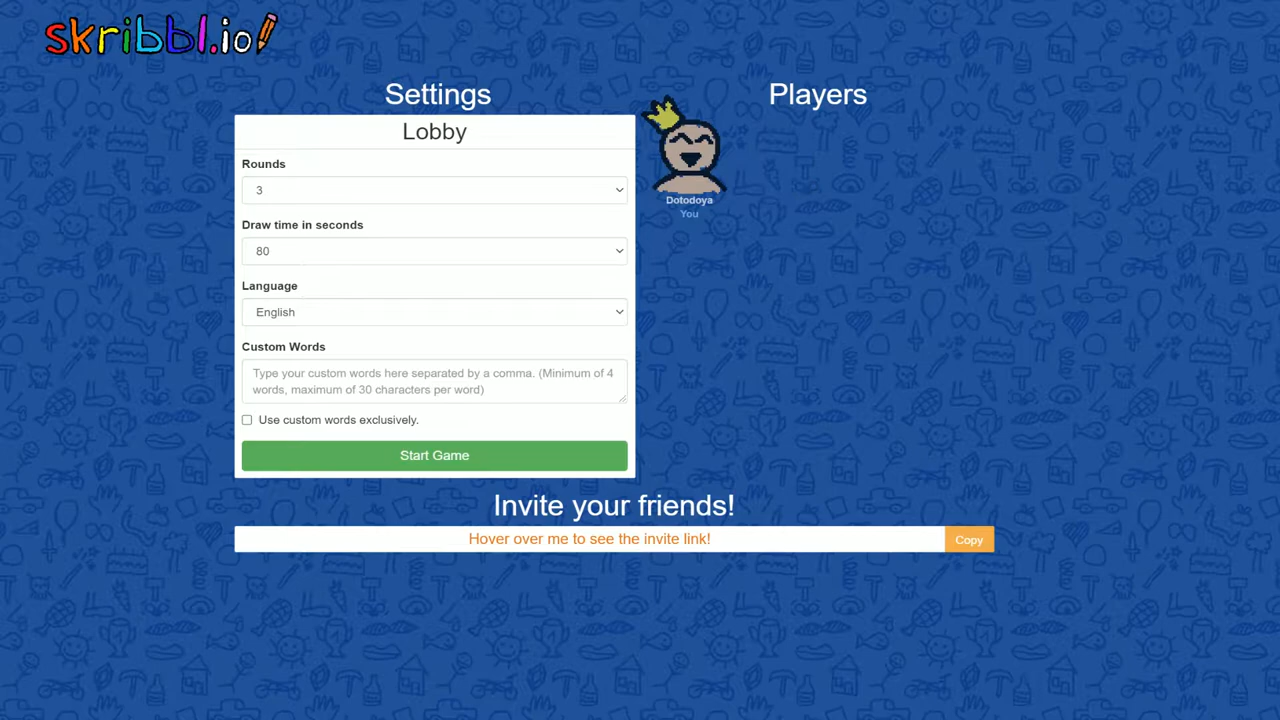 skribbl.io!
Settings
Players
Lobby
Rounds
3
Draw time in seconds
80
Language
English
Custom Words
Type your custom words here separated by a comma. (Minimum of 4
words, maximum of 30 characters per word)
Use custom words exclusively.
Start Game
Dotodoya
You
Invite your friends!
Hover over me to see the invite link!
Copy